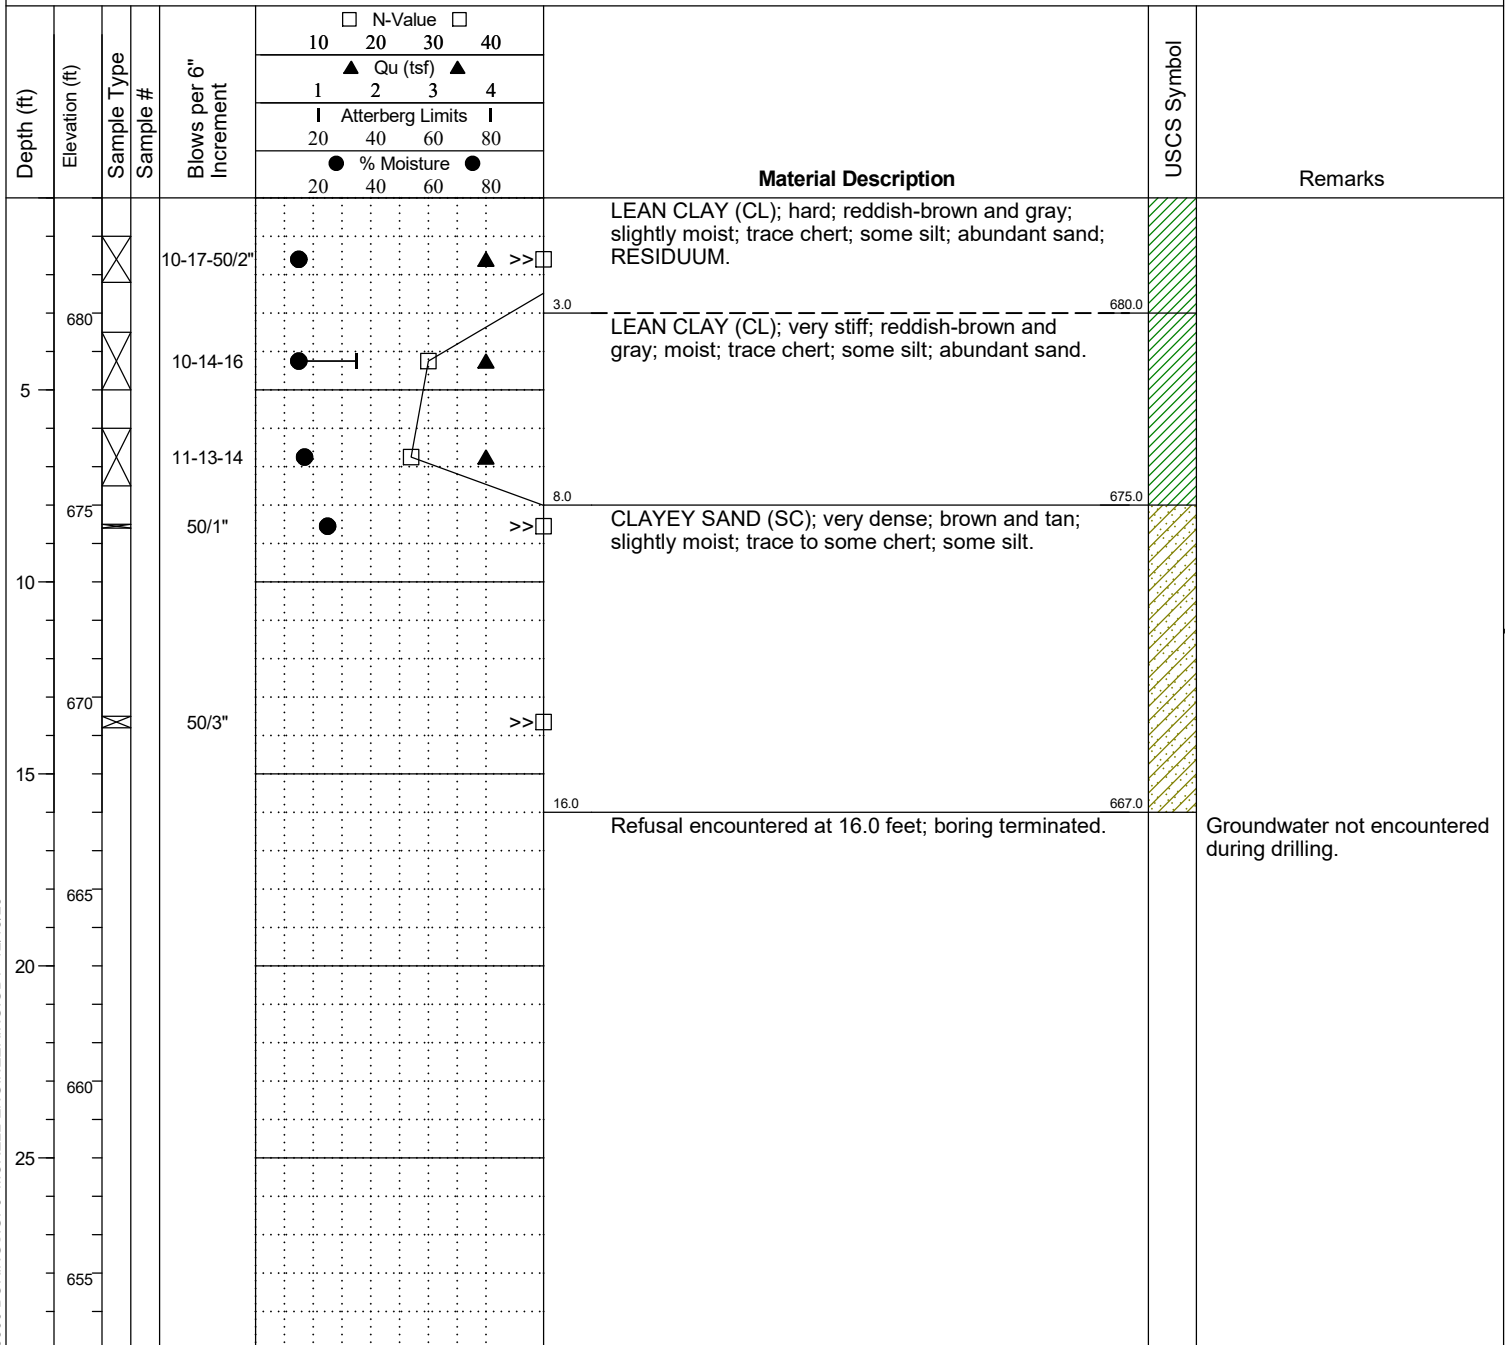 N-Value
10 20 30 40
Qu (tsf)
1 2 3 4
Atterberg Limits
20 40 60 80
% Moisture
20 40 60 80
Depth (ft)
Elevation (ft)
Sample Type
Sample #
Blows per 6"
Increment
Material Description
USCS Symbol
Remarks
LEAN CLAY (CL); hard; reddish-brown and gray;
slightly moist; trace chert; some silt; abundant sand;
RESIDUUM.
10-17-50/2"
>>
3.0 680.0
680
LEAN CLAY (CL); very stiff; reddish-brown and
gray; moist; trace chert; some silt; abundant sand.
10-14-16
5
11-13-14
8.0 675.0
675
CLAYEY SAND (SC); very dense; brown and tan;
slightly moist; trace to some chert; some silt.
50/1"
>>
10
670
50/3"
>>
15
16.0 667.0
Refusal encountered at 16.0 feet; boring terminated.
Groundwater not encountered
during drilling.
665
20
660
25
655